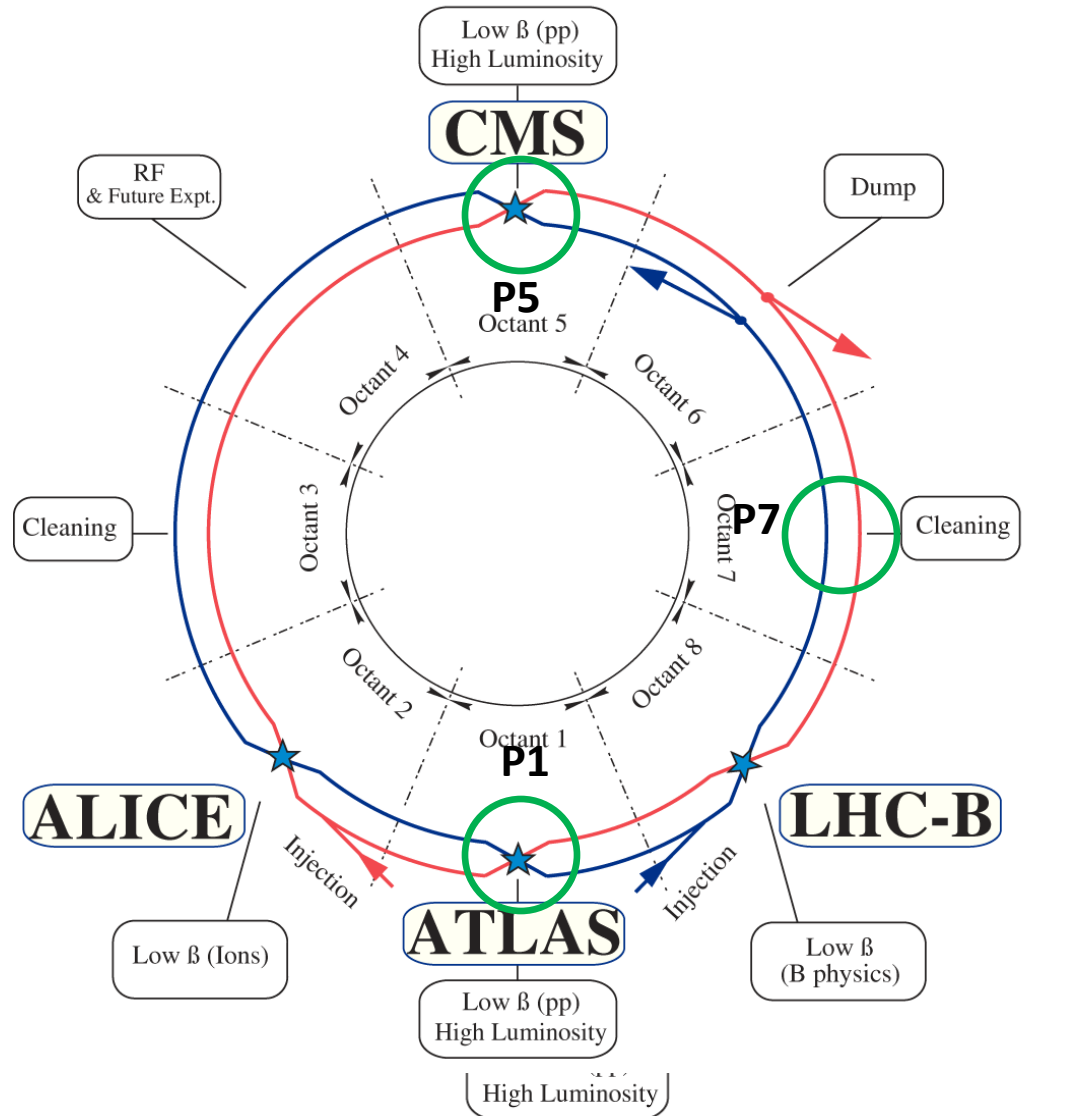 Low ß (pp)
High Luminosity
CMS
RF
& Future Expt.
Dump
P5
Octant 5
Octant 4
Octant 6
Cleaning
Octant 3
Octant 7
P7
Cleaning
Octant 2
Octant 8
Octant 1
P1
ALICE
LHC-B
Injection
Injection
ATLAS
Low ß (Ions)
Low ß
(B physics)
Low ß (pp)
High Luminosity
High Luminosity